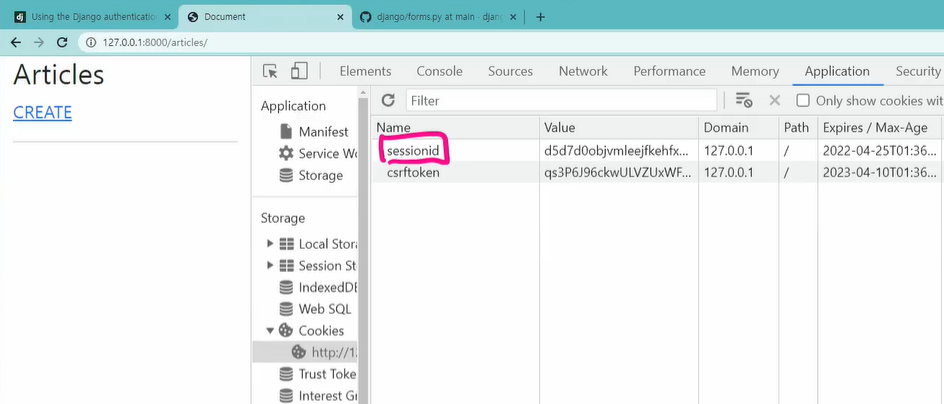 Using the Django authentication
Document
django/forms.py at main · djan
127.0.0.1:8000/articles/
Articles
CREATE
Elements Console Sources Network Performance Memory Application Security
Application
Manifest
Service Wo
Storage
Storage
Local Stora
Session St
IndexedDB
Web SQL
Cookies
http://1
Trust Toke
Interest Gr
Filter
Only show cookies wit
Name Value Domain Path Expires / Max-Age
sessionid d5d7d0objvmleejfkehfx... 127.0.0.1 / 2022-04-25T01:36...
csrftoken qs3P6J96ckwULVZUxWF... 127.0.0.1 / 2023-04-10T01:36...